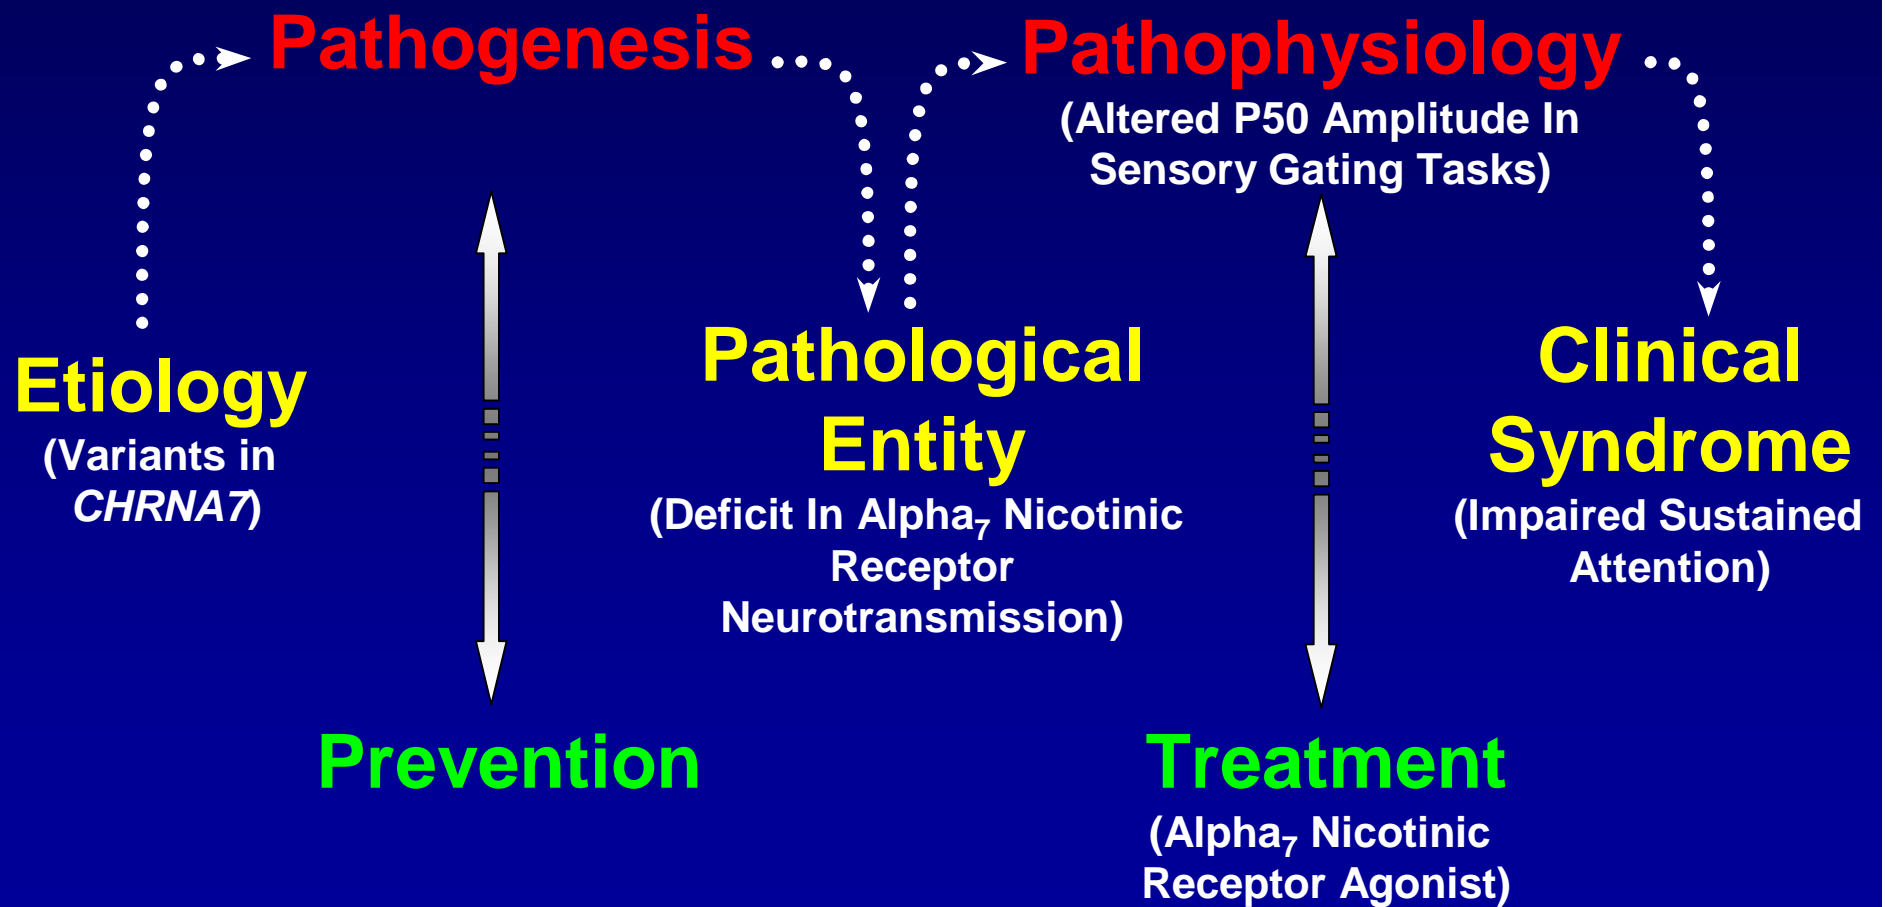 Pathogenesis
Pathophysiology
(Altered P50 Amplitude In
Sensory Gating Tasks)
Etiology
(Variants in
CHRNA7)
Pathological
Entity
(Deficit In Alpha₇ Nicotinic
Receptor
Neurotransmission)
Clinical
Syndrome
(Impaired Sustained
Attention)
Prevention
Treatment
(Alpha₇ Nicotinic
Receptor Agonist)